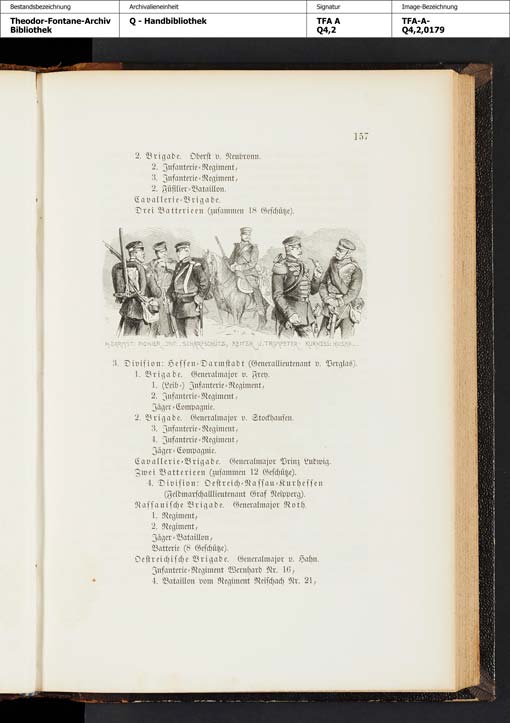 Bestandsbezeichnung Archivalieneinheit Signatur Image-Bezeichnung
Theodor-Fontane-Archiv Q - Handbibliothek TFA A TFA-A-
Bibliothek Q4,2 Q4,2,0179
157
2. Brigade. Oberst v. Neubronn.
2. Infanterie-Regiment,
3. Infanterie-Regiment,
2. Füsilier-Bataillon.
Cavallerie-Brigade.
Drei Batterieen (zusammen 18 Geschütze).
H. DARMST: PIONIER, INF. SCHARFSCHÜTZ, REITER U. TROMPETER. KURHESS: HUSAR
3. Division: Hessen-Darmstadt (Generallieutenant v. Perglas).
1. Brigade. Generalmajor v. Frey.
1. (Leib-) Infanterie-Regiment,
2. Infanterie-Regiment,
Jäger-Compagnie.
2. Brigade. Generalmajor v. Stockhausen.
3. Infanterie-Regiment,
4. Infanterie-Regiment,
Jäger-Compagnie.
Cavallerie-Brigade. Generalmajor Prinz Ludwig.
Zwei Batterieen (zusammen 12 Geschütze).
4. Division: Oestreich-Nassau-Kurhessen
(Feldmarschalllieutenant Graf Neipperg).
Nassauische Brigade. Generalmajor Roth.
1. Regiment,
2. Regiment,
Jäger-Bataillon,
Batterie (8 Geschütze).
Oestreichische Brigade. Generalmajor v. Hahn.
Infanterie-Regiment Wernhard Nr. 16,
4. Bataillon vom Regiment Reischach Nr. 21,